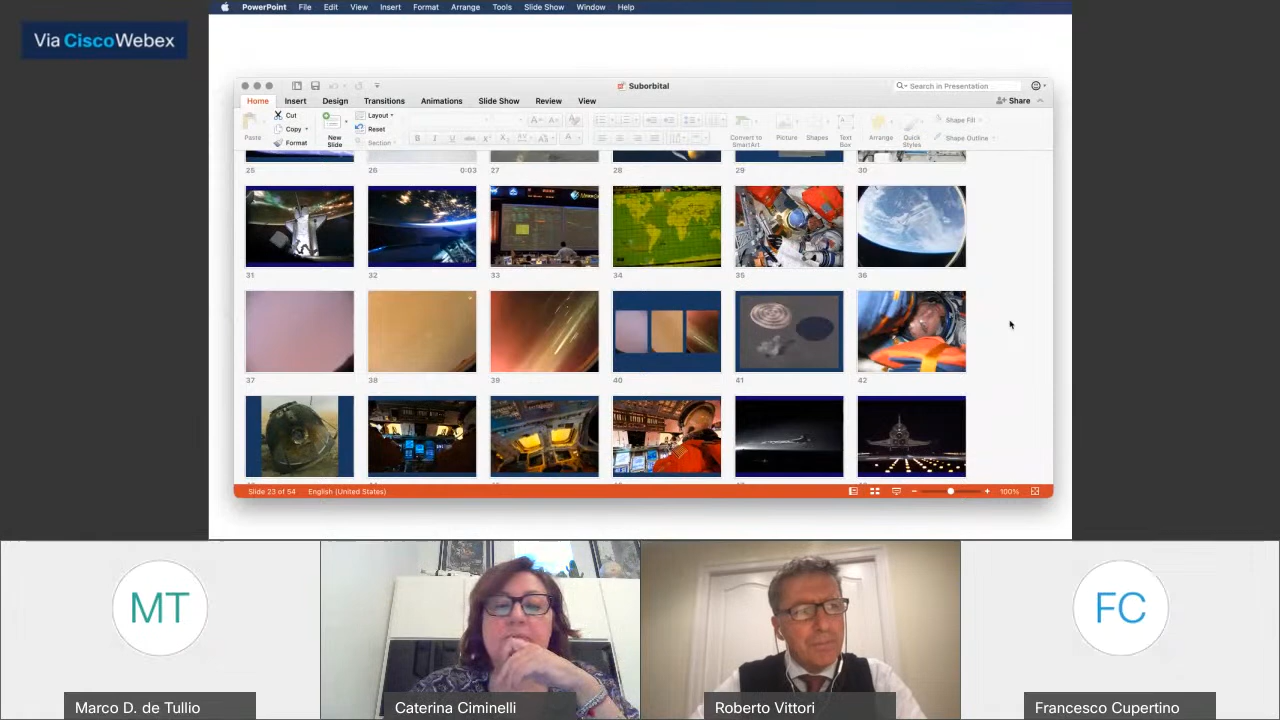 PowerPoint File Edit View Insert Format Arrange Tools Slide Show Window Help
Via CiscoWebex
Suborbital
Search in Presentation
Home Insert Design Transitions Animations Slide Show Review View
Share
Paste
Cut
Copy
Format
New
Slide
Layout
Reset
Section
Convert to
SmartArt
Picture
Shapes
Text
Box
Arrange
Quick
Styles
Shape Fill
Shape Outline
25 26 0:03 27 28 29 30
31 32 33 34 35 36
37 38 39 40 41 42
Slide 23 of 54 English (United States) 100%
MT
FC
Marco D. de Tullio
Caterina Ciminelli
Roberto Vittori
Francesco Cupertino